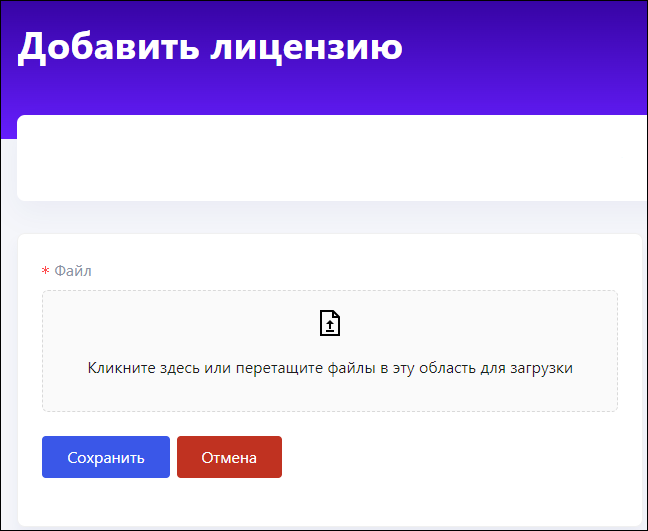 Добавить лицензию
* Файл
Кликните здесь или перетащите файлы в эту область для загрузки
Сохранить
Отмена